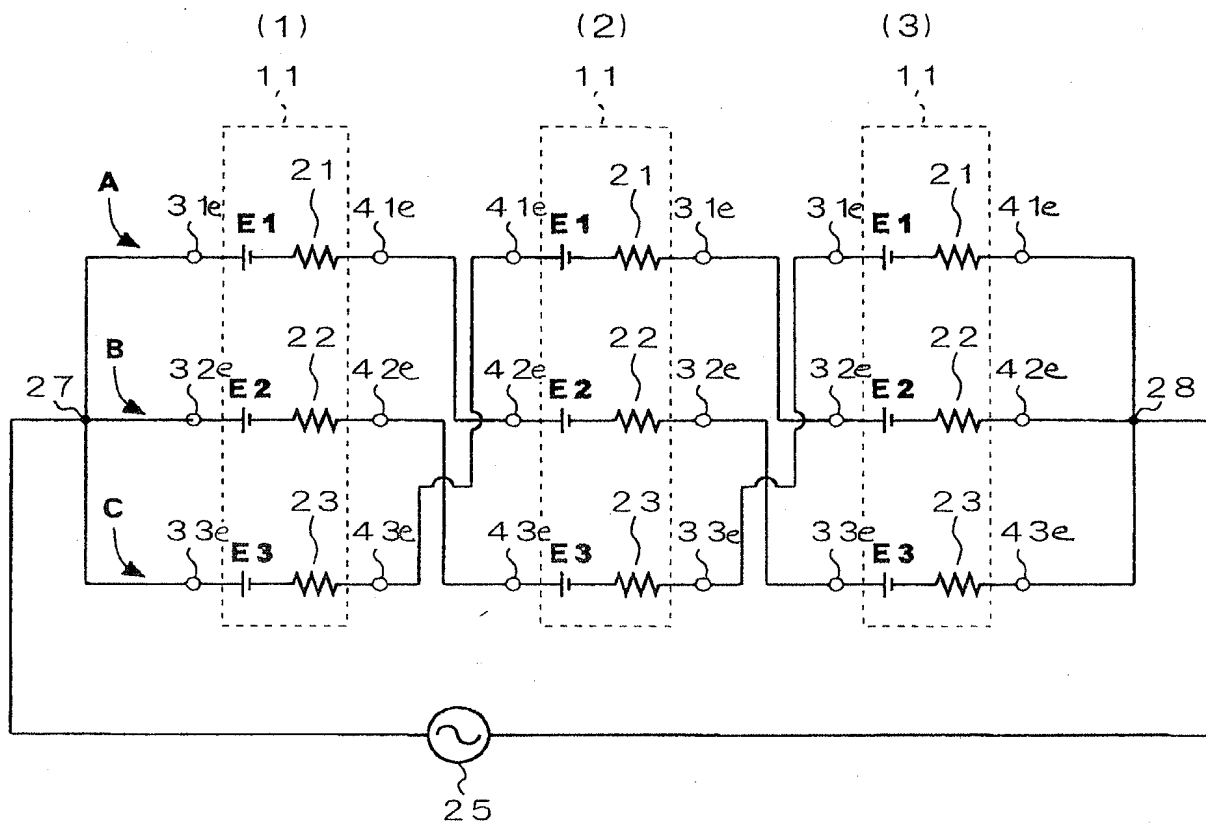 (1) (2) (3)
11 11 11
A 31e E1 21 41e 41e E1 21 31e 31e E1 21 41e
27 B 32e E2 22 42e 42e E2 22 32e 32e E2 22 42e 28
C 33e E3 23 43e 43e E3 23 33e 33e E3 23 43e
25